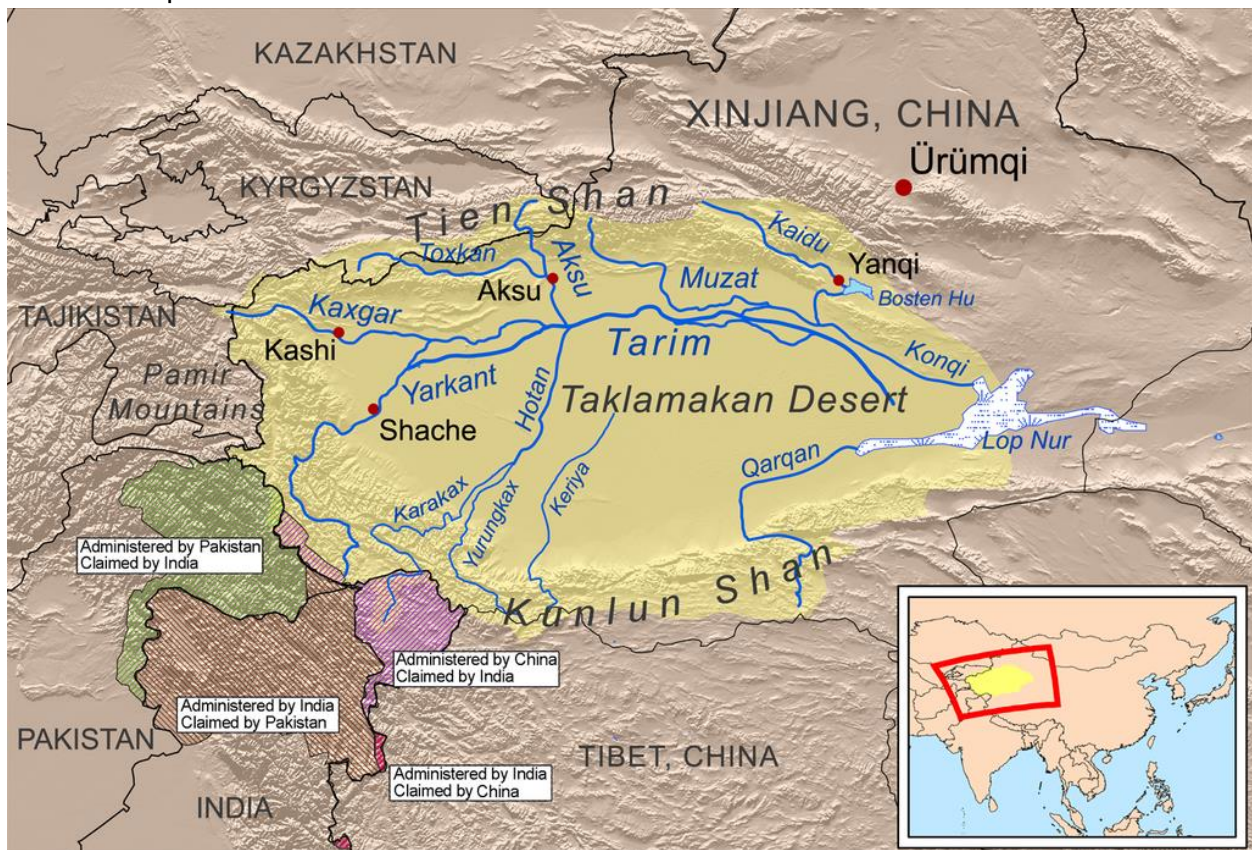 KAZAKHSTAN
XINJIANG, CHINA
Ürümqi
KYRGYZSTAN
Tien Shan
Kaidu
Toxkan
Aksu
Muzat
Yanqi
Aksu
Bosten Hu
TAJIKISTAN
Kaxgar
Kashi
Tarim
Konqi
Pamir
Mountains
Yarkant
Hotan
Taklamakan Desert
Shache
Lop Nur
Qarqan
Karakax
Yurungkax
Keriya
Administered by Pakistan
Claimed by India
Kunlun Shan
Administered by China
Claimed by India
Administered by India
Claimed by Pakistan
PAKISTAN
TIBET, CHINA
Administered by India
Claimed by China
INDIA